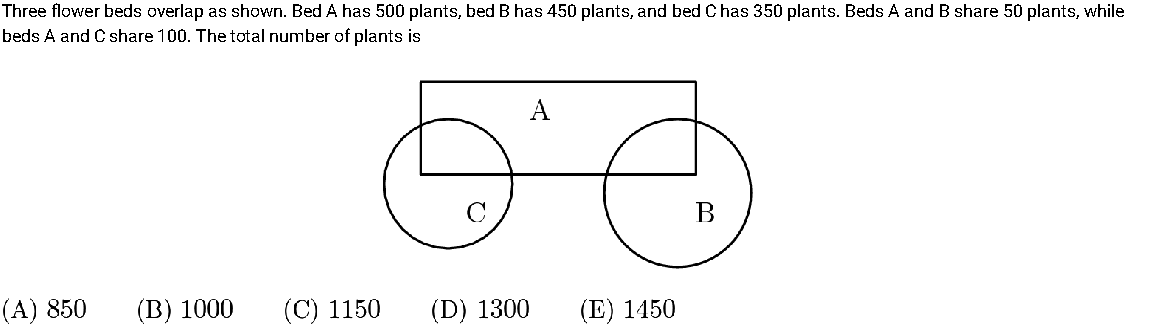 Three flower beds overlap as shown. Bed A has 500 plants, bed B has 450 plants, and bed C has 350 plants. Beds A and B share 50 plants, while
beds A and C share 100. The total number of plants is
A
C
B
(A) 850 (B) 1000 (C) 1150 (D) 1300 (E) 1450